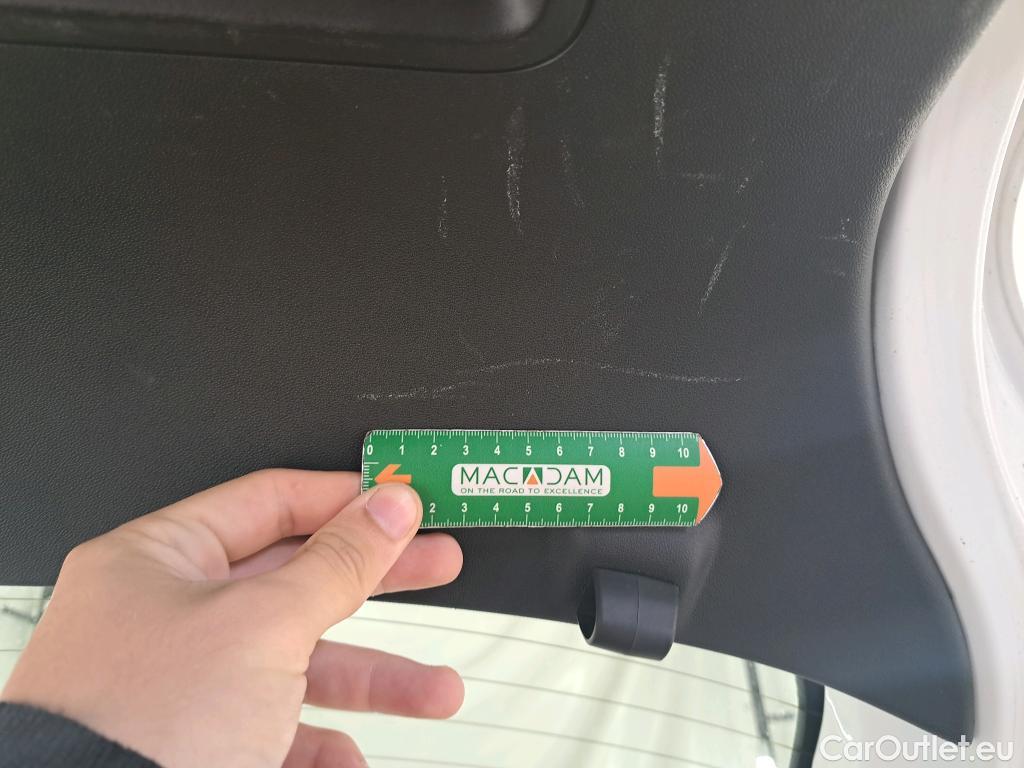 0 1 2 3 4 5 6 7 8 9 10
MACADAM
ON THE ROAD TO EXCELLENCE
2 3 4 5 6 7 8 9 10
CarOutlet.eu